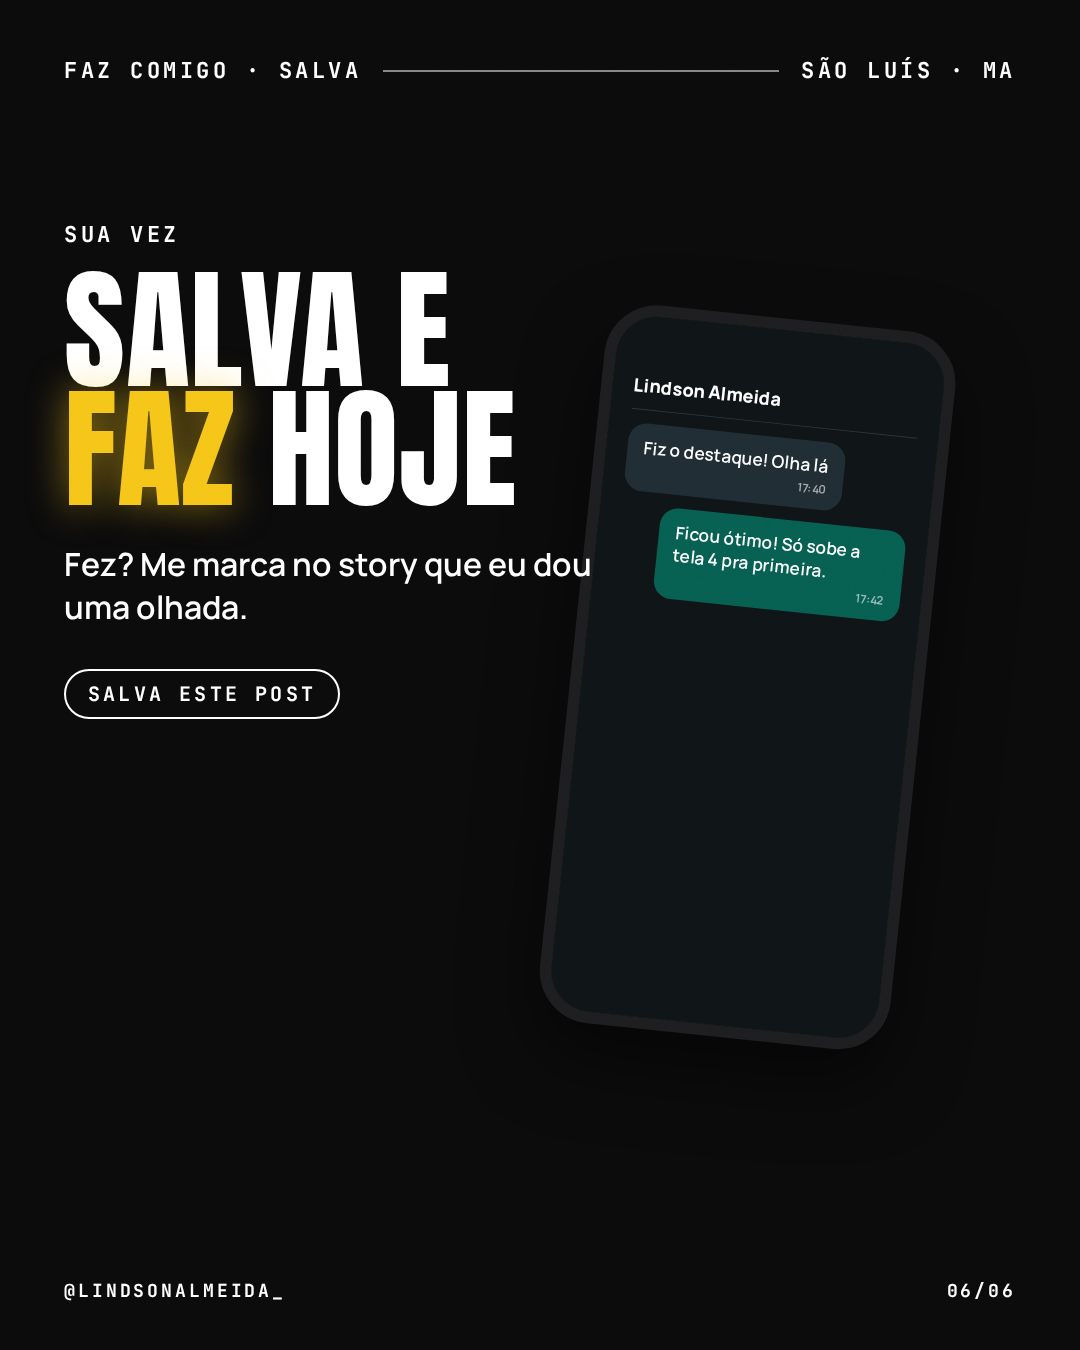 FAZ COMIGO · SALVA
SÃO LUÍS · MA
SUA VEZ
SALVA E
FAZ HOJE
Fez? Me marca no story que eu dou
uma olhada.
SALVA ESTE POST
Lindson Almeida
Fiz o destaque! Olha lá
17:40
Ficou ótimo! Só sobe a
tela 4 pra primeira.
17:42
@LINDSONALMEIDA_
06/06